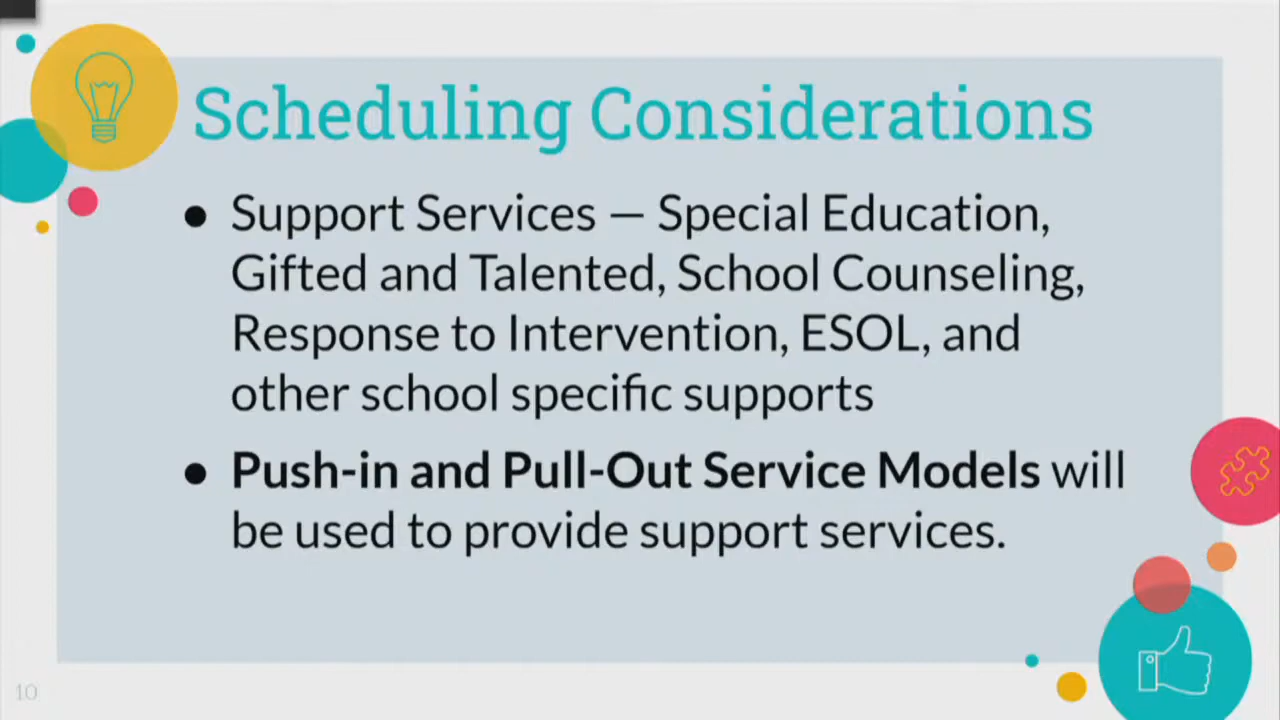 Scheduling Considerations
● Support Services — Special Education,
Gifted and Talented, School Counseling,
Response to Intervention, ESOL, and
other school specific supports
● Push-in and Pull-Out Service Models will
be used to provide support services.
10